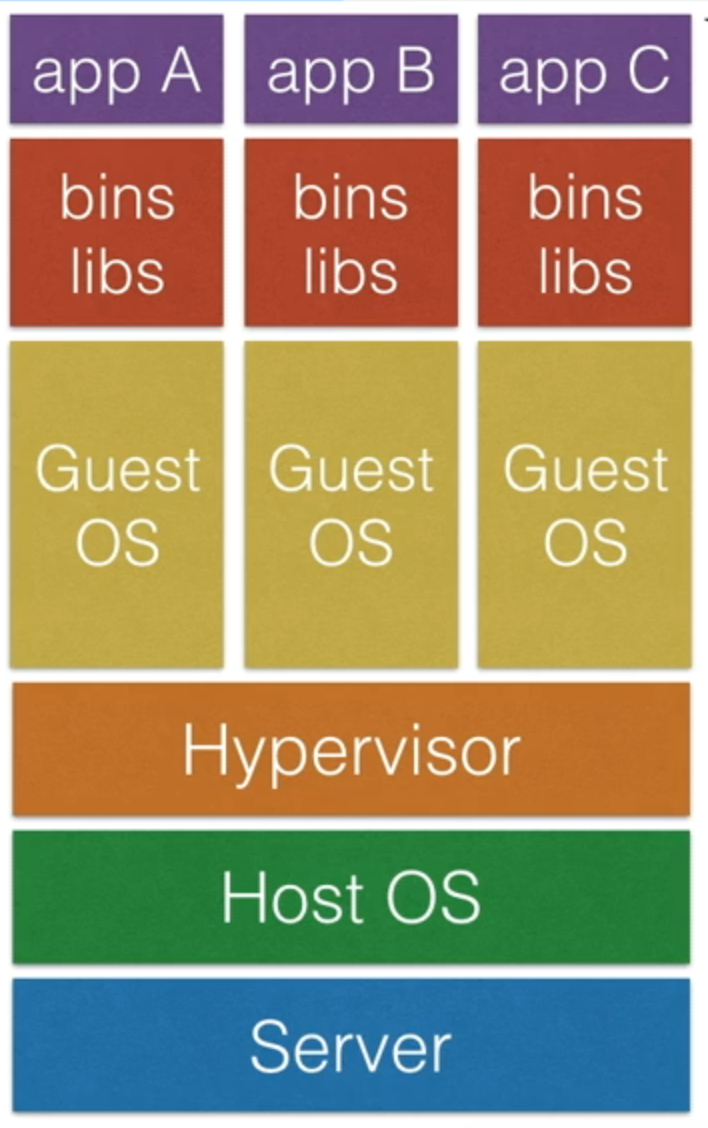 app A
app B
app C
bins
libs
bins
libs
bins
libs
Guest
OS
Guest
OS
Guest
OS
Hypervisor
Host OS
Server